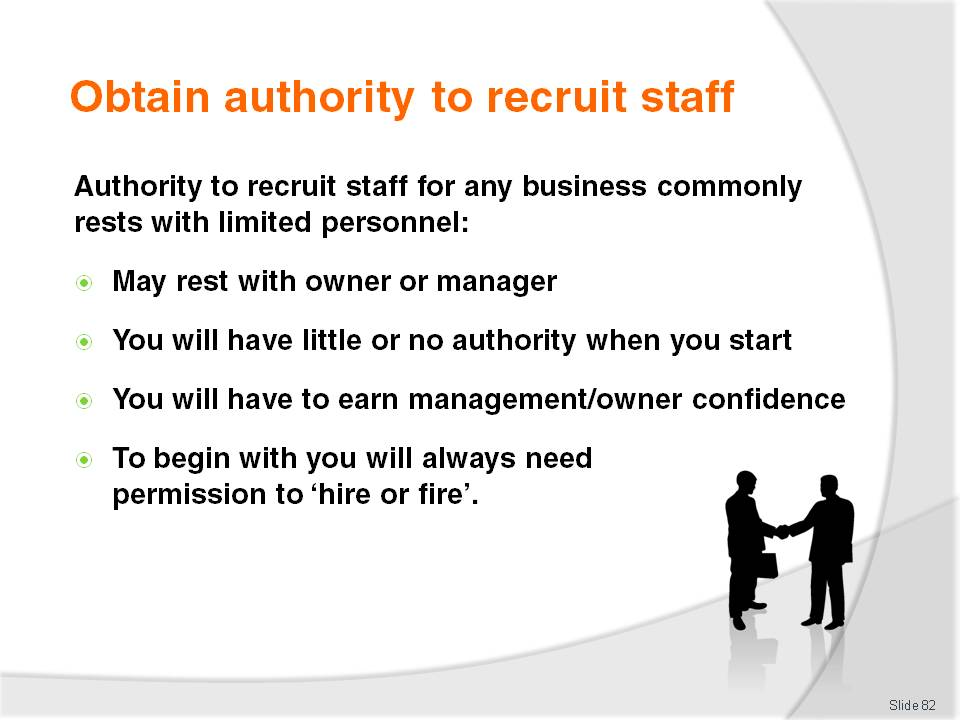 Obtain authority to recruit staff
Authority to recruit staff for any business commonly
rests with limited personnel:
May rest with owner or manager
You will have little or no authority when you start
You will have to earn management/owner confidence
To begin with you will always need
permission to ‘hire or fire’.
Slide 82